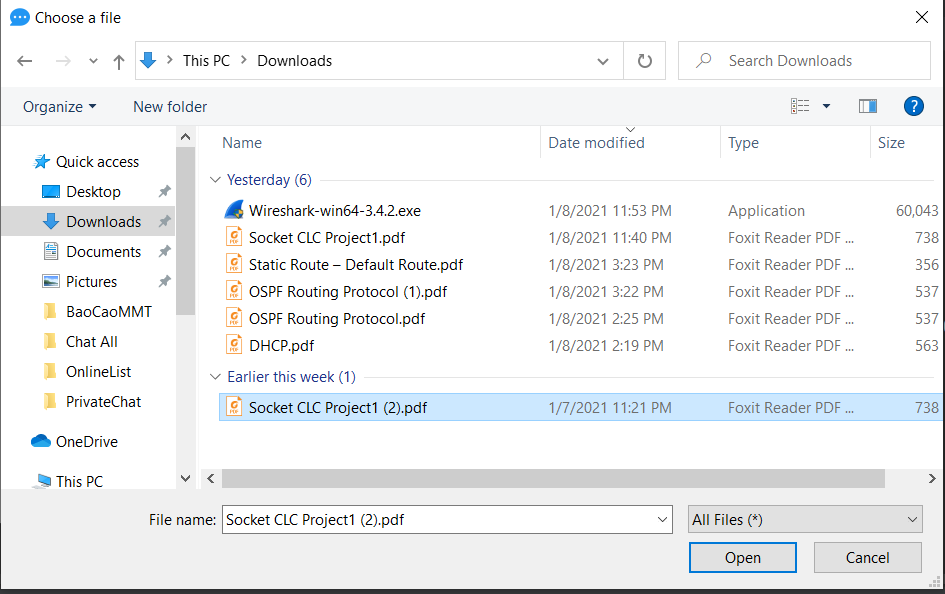 Choose a file
This PC > Downloads
Search Downloads
Organize
New folder
?
Quick access
Desktop
Downloads
Documents
Pictures
BaoCaoMMT
Chat All
OnlineList
PrivateChat
OneDrive
This PC
Name Date modified Type Size
Yesterday (6)
Wireshark-win64-3.4.2.exe 1/8/2021 11:53 PM Application 60,043
Socket CLC Project1.pdf 1/8/2021 11:40 PM Foxit Reader PDF ... 738
Static Route – Default Route.pdf 1/8/2021 3:23 PM Foxit Reader PDF ... 356
OSPF Routing Protocol (1).pdf 1/8/2021 3:22 PM Foxit Reader PDF ... 537
OSPF Routing Protocol.pdf 1/8/2021 2:25 PM Foxit Reader PDF ... 537
DHCP.pdf 1/8/2021 2:19 PM Foxit Reader PDF ... 563
Earlier this week (1)
Socket CLC Project1 (2).pdf 1/7/2021 11:21 PM Foxit Reader PDF ... 738
File name: Socket CLC Project1 (2).pdf All Files (*)
Open Cancel